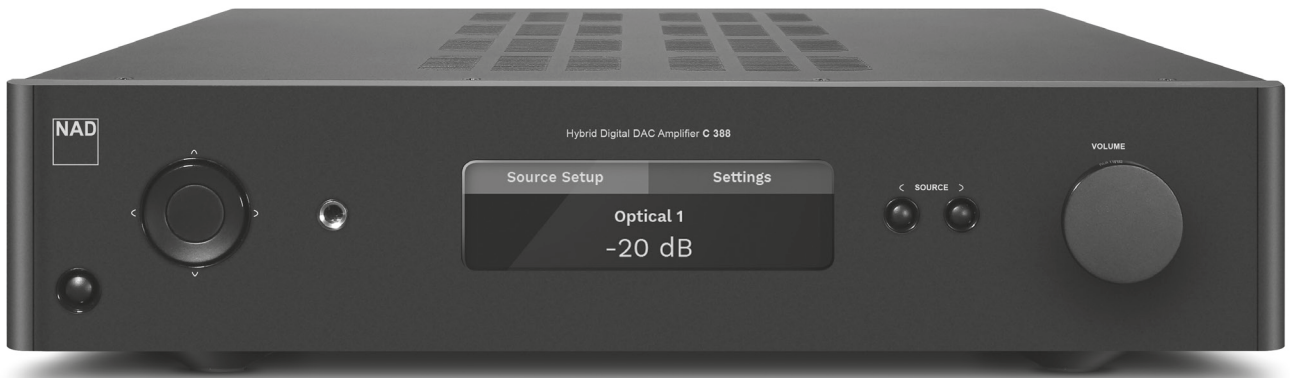 NAD
Hybrid Digital DAC Amplifier C 388
VOLUME
Source Setup
Settings
< SOURCE >
Optical 1
-20 dB